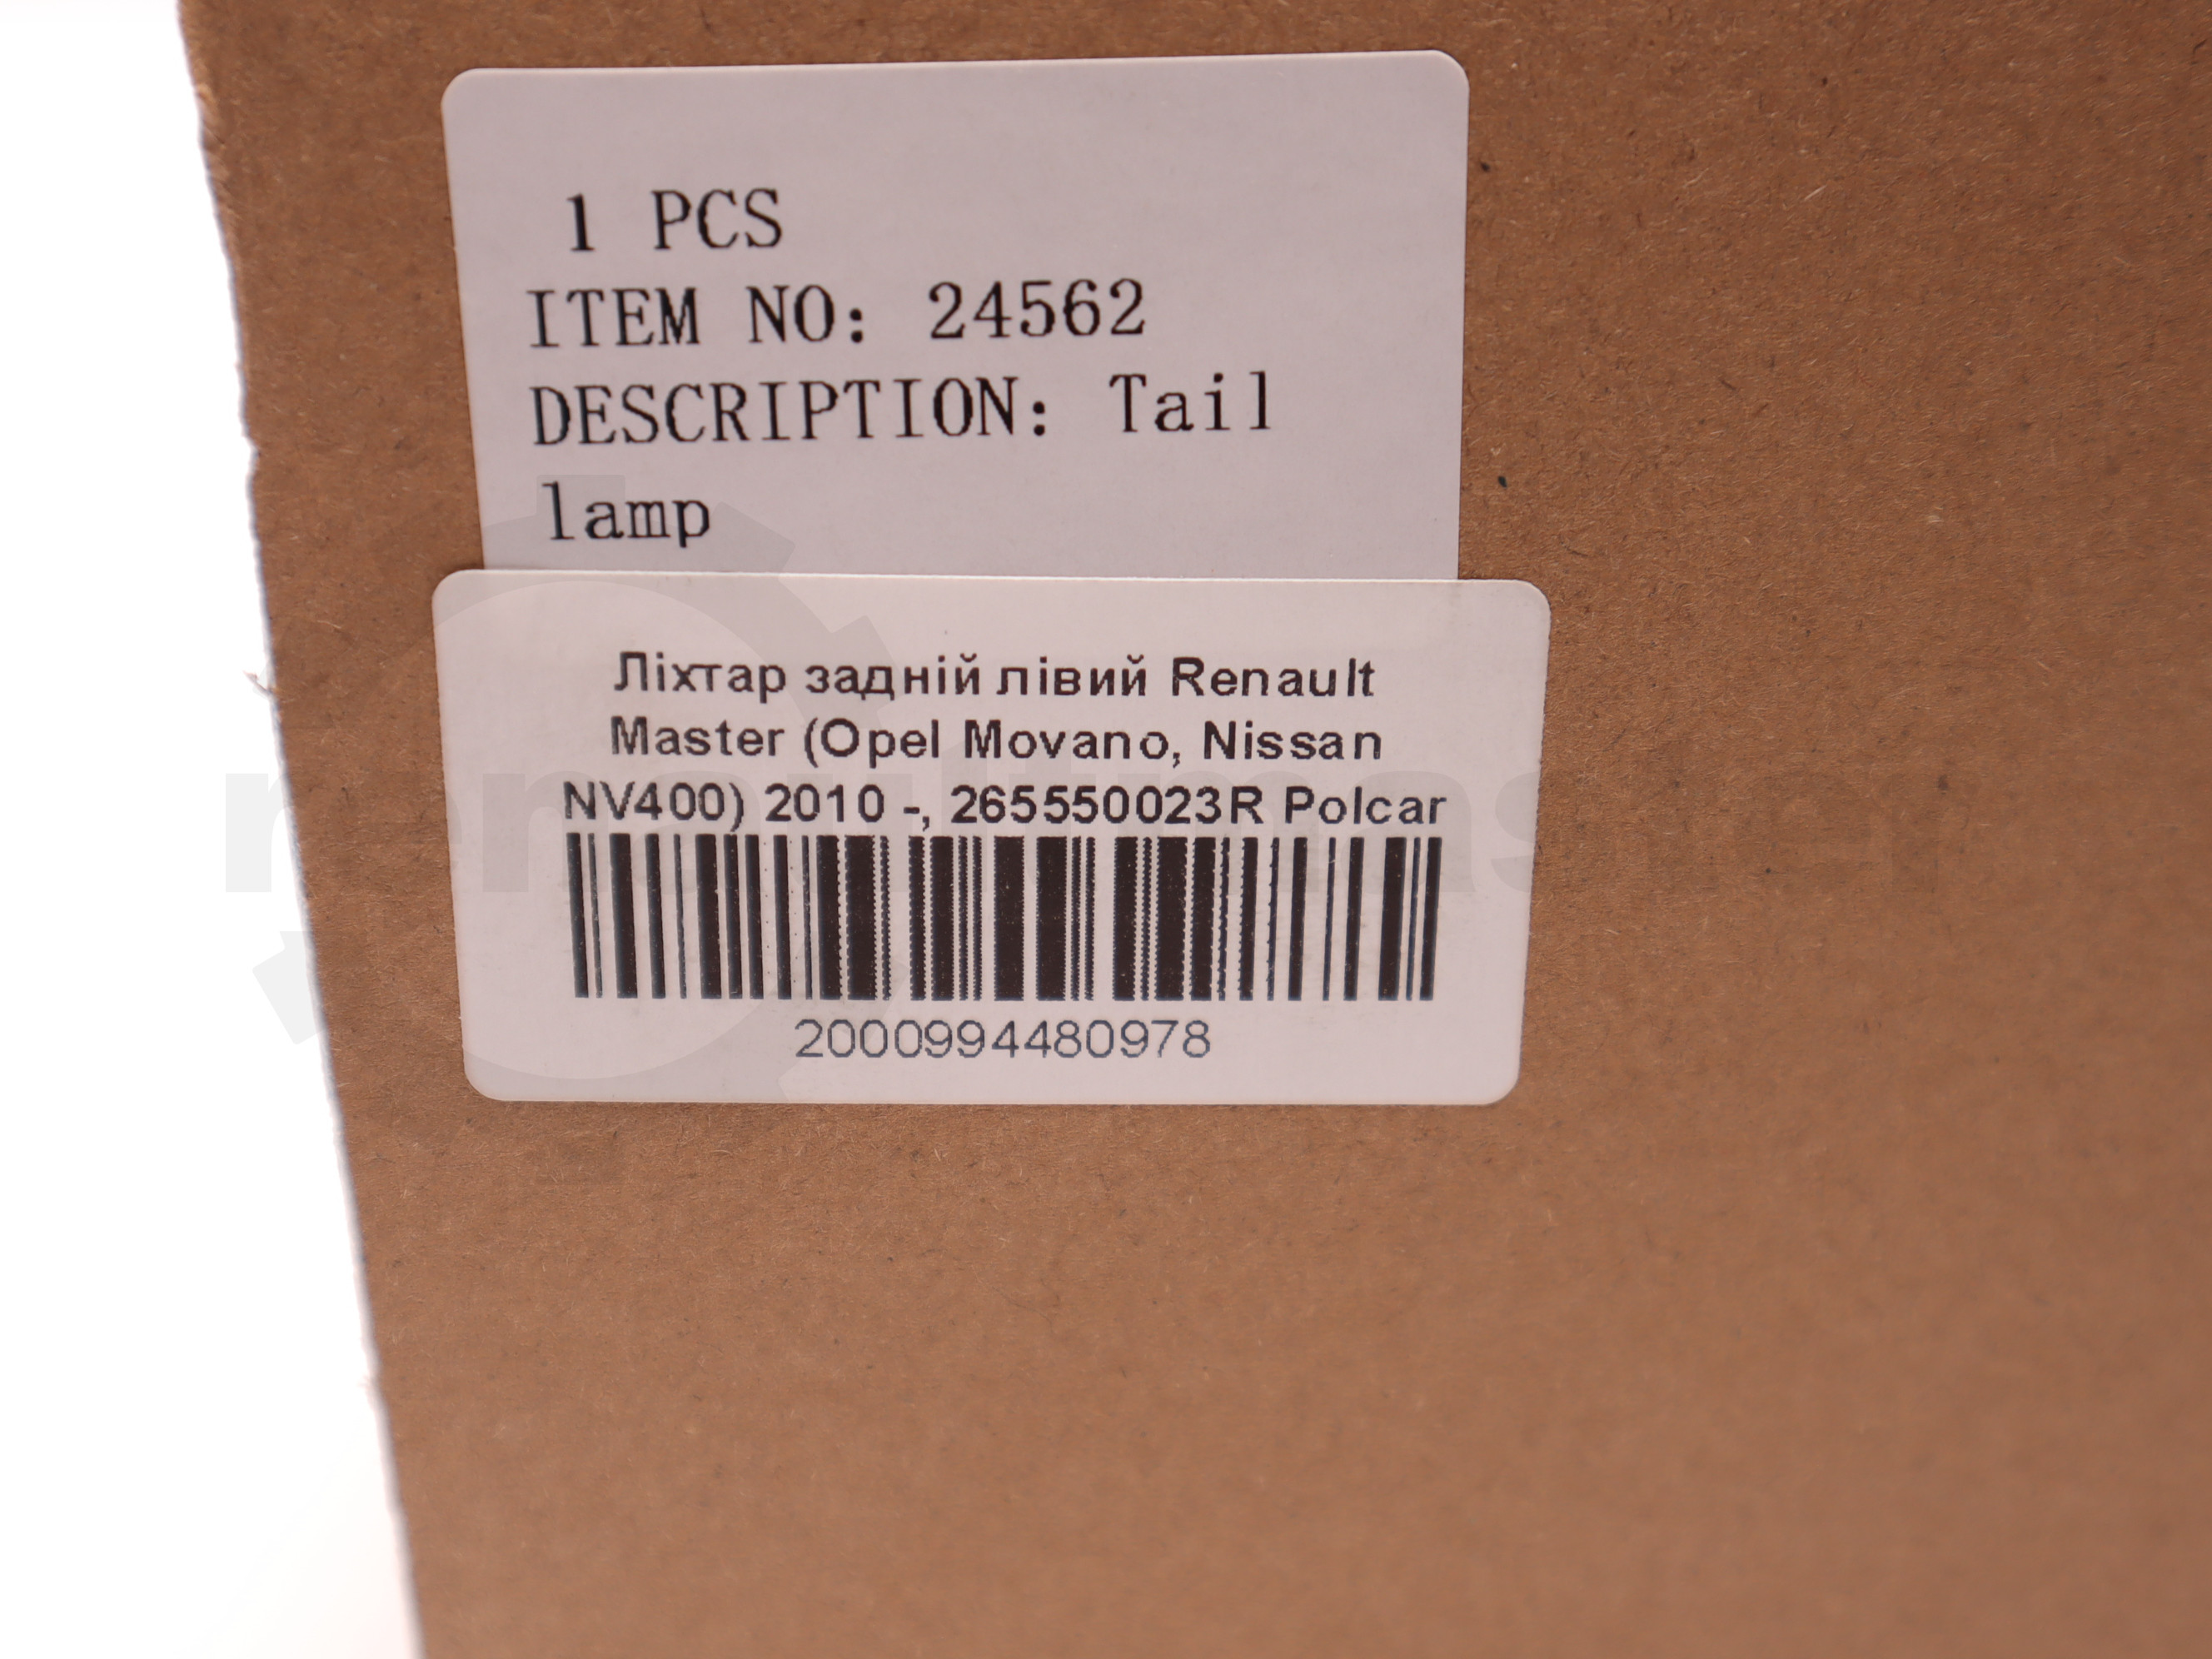 1 PCS
ITEM NO: 24562
DESCRIPTION: Tail
lamp
Ліхтар задній лівий Renault
Master (Opel Movano, Nissan
NV400) 2010 -, 265550023R Polcar
2000994480978